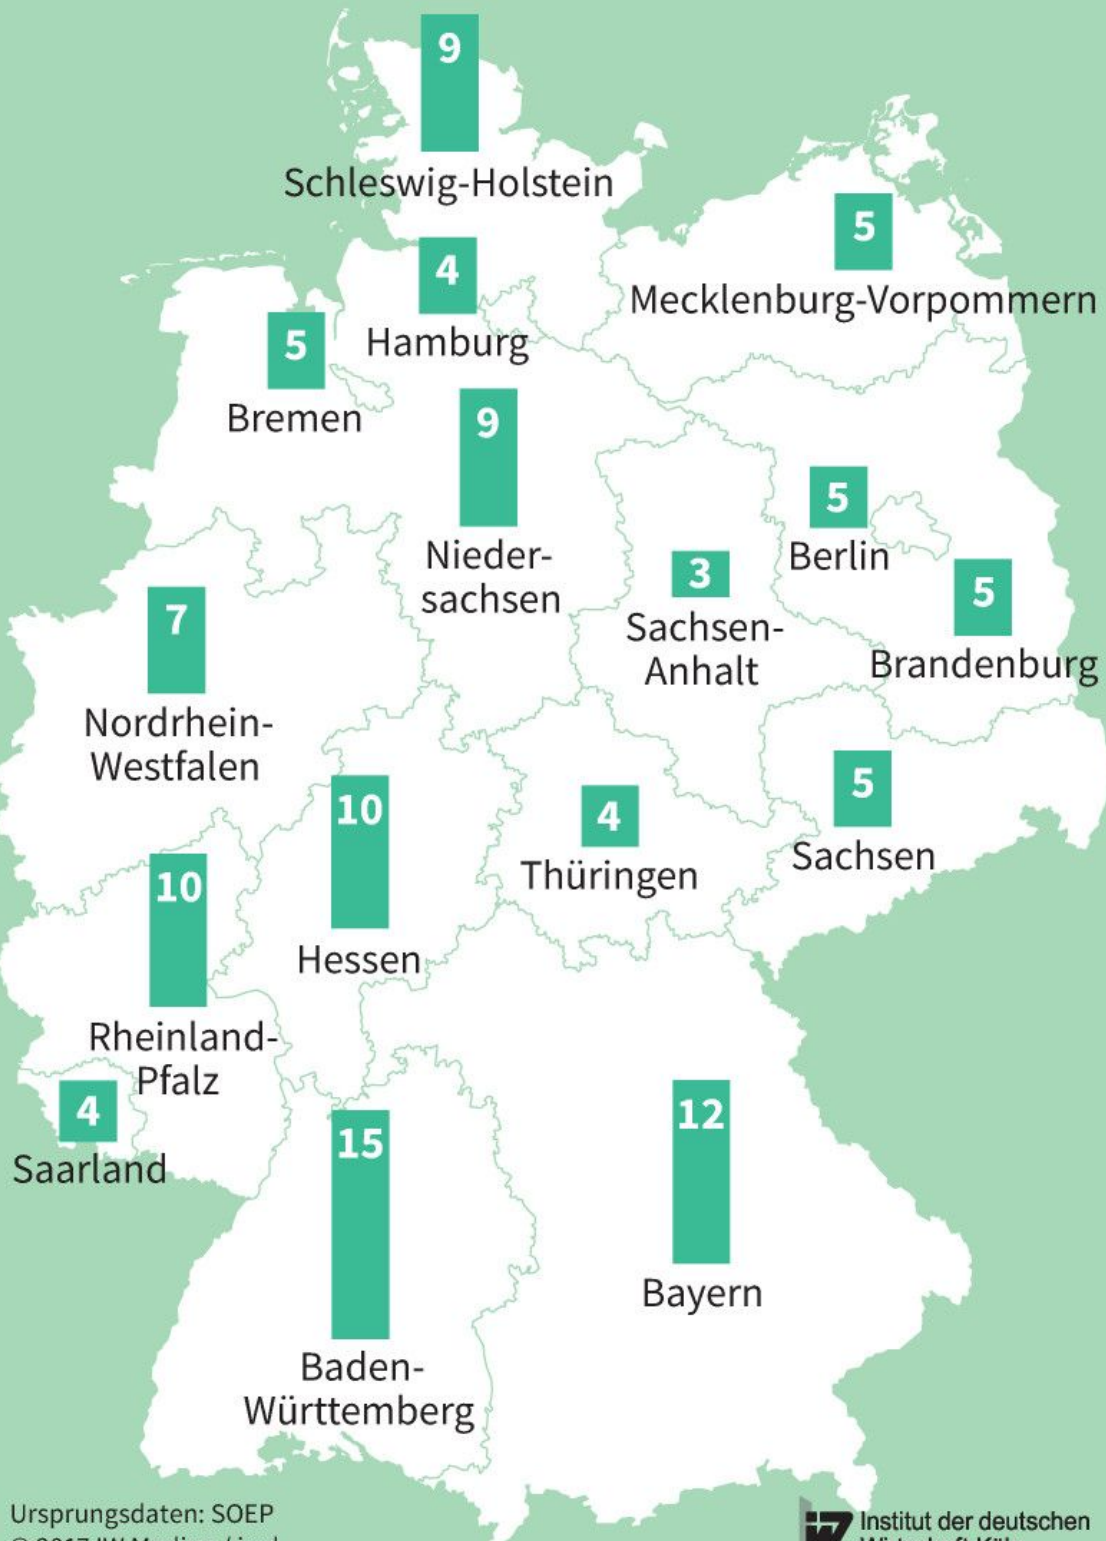 9
Schleswig-Holstein
5
Mecklenburg-Vorpommern
4
Hamburg
5
Bremen
9
Nieder-
sachsen
5
Berlin
3
Sachsen-
Anhalt
5
Brandenburg
7
Nordrhein-
Westfalen
10
Hessen
4
Thüringen
5
Sachsen
10
Rheinland-
Pfalz
4
Saarland
15
Baden-
Württemberg
12
Bayern
Ursprungsdaten: SOEP
Institut der deutschen